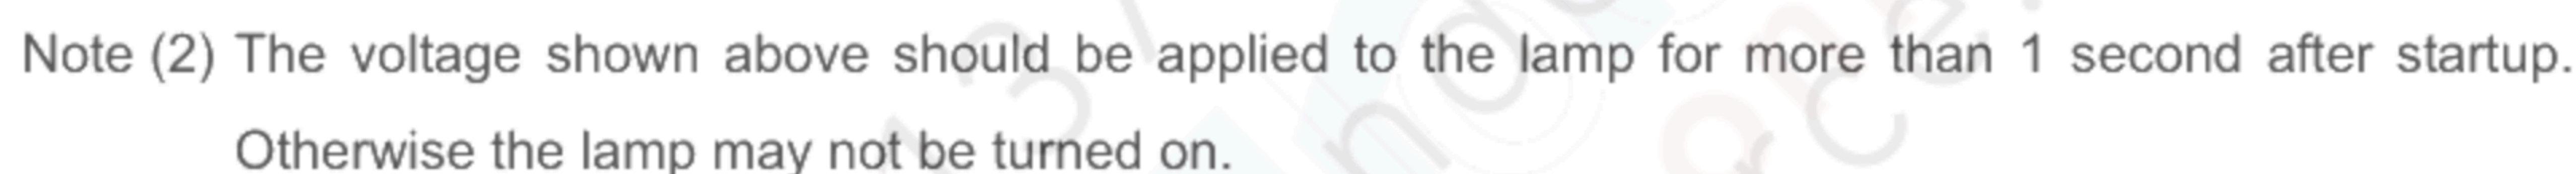 Note (2) The voltage shown above should be applied to the lamp for more than 1 second after startup.
Otherwise the lamp may not be turned on.